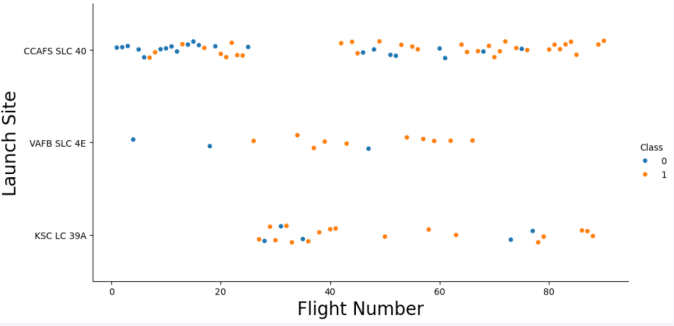 Launch Site
CCAFS SLC 40
VAFB SLC 4E
KSC LC 39A
0
20
40
60
80
Flight Number
Class
0
1